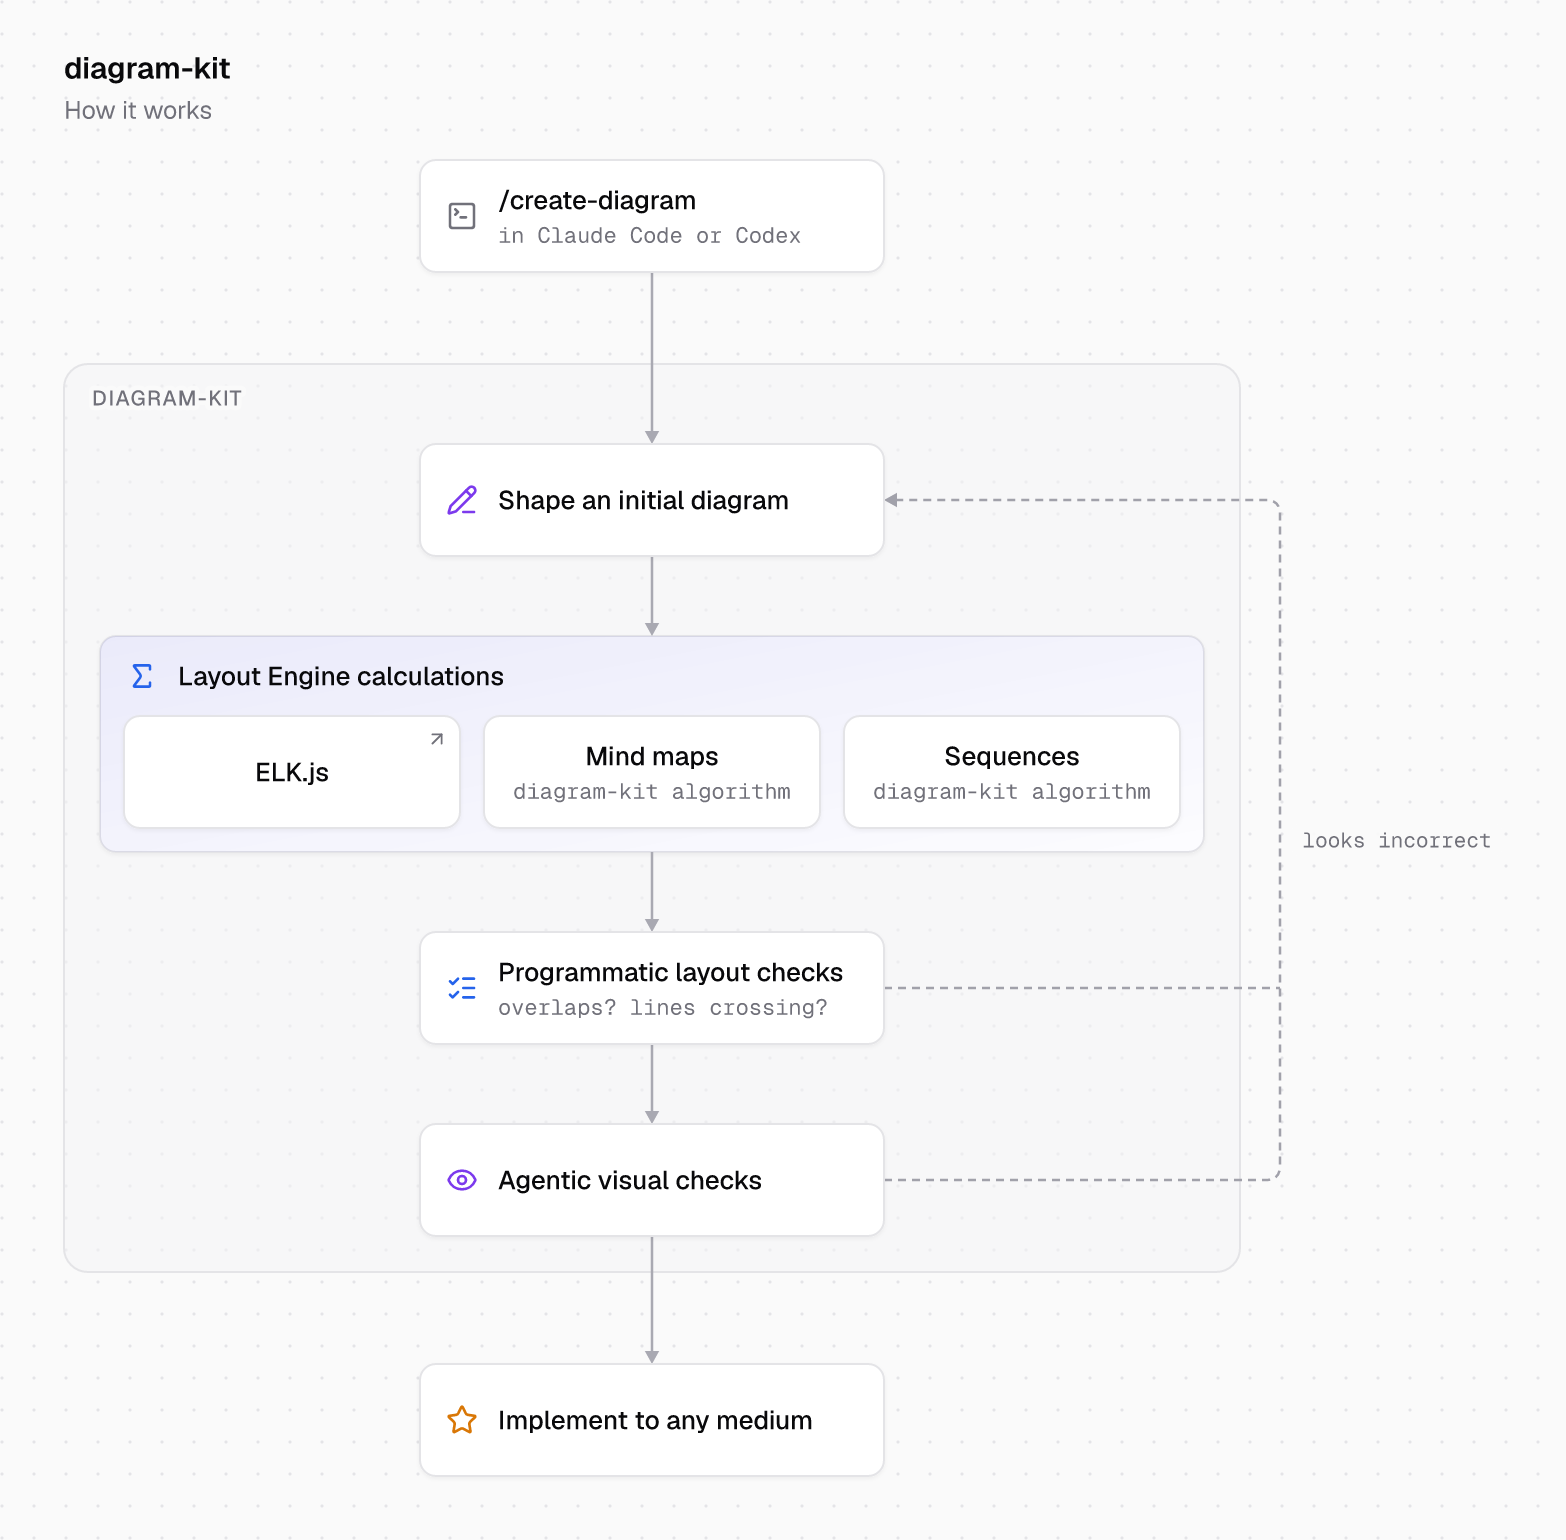 diagram-kit
How it works
/create-diagram
in Claude Code or Codex
DIAGRAM-KIT
Shape an initial diagram
Layout Engine calculations
ELK.js
Mind maps
diagram-kit algorithm
Sequences
diagram-kit algorithm
looks incorrect
Programmatic layout checks
overlaps? lines crossing?
Agentic visual checks
Implement to any medium